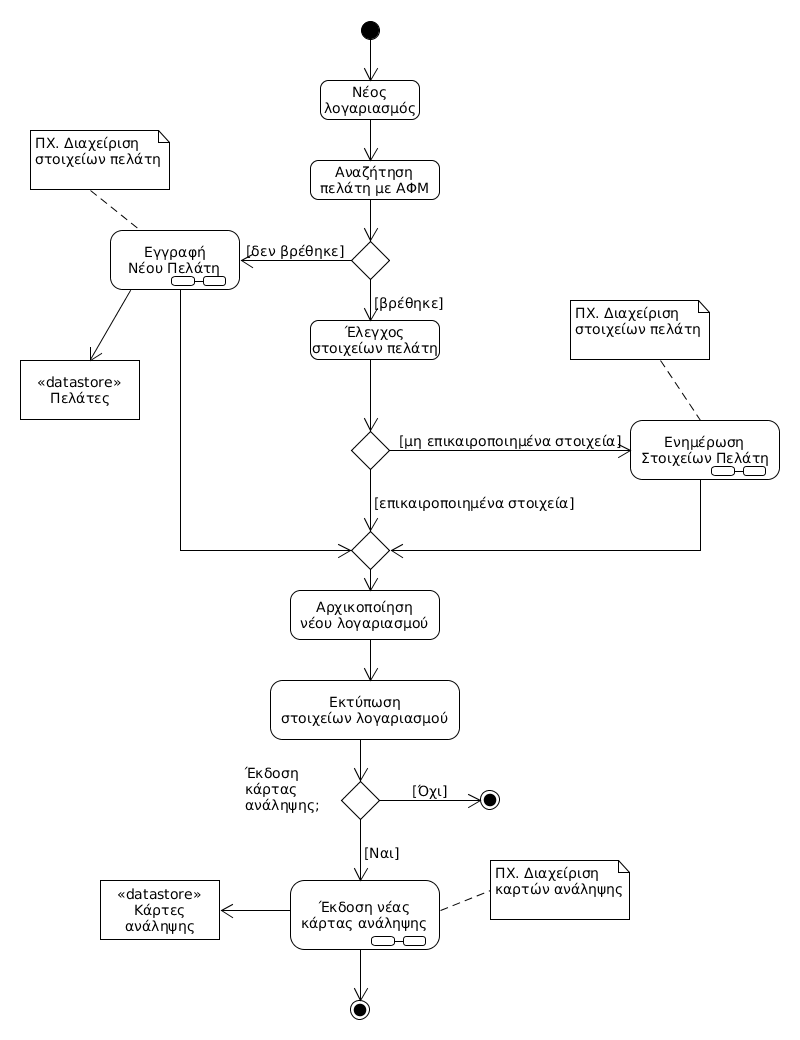 Νέος
λογαριασμός
ΠΧ. Διαχείριση
στοιχείων πελάτη
Αναζήτηση
πελάτη με ΑΦΜ
Εγγραφή
Νέου Πελάτη
[δεν βρέθηκε]
[βρέθηκε]
Έλεγχος
στοιχείων πελάτη
ΠΧ. Διαχείριση
στοιχείων πελάτη
«datastore»
Πελάτες
[μη επικαιροποιημένα στοιχεία]
Ενημέρωση
Στοιχείων Πελάτη
[επικαιροποιημένα στοιχεία]
Αρχικοποίηση
νέου λογαριασμού
Εκτύπωση
στοιχείων λογαριασμού
Έκδοση
κάρτας
ανάληψης;
[Όχι]
[Ναι]
ΠΧ. Διαχείριση
καρτών ανάληψης
«datastore»
Κάρτες
ανάληψης
Έκδοση νέας
κάρτας ανάληψης